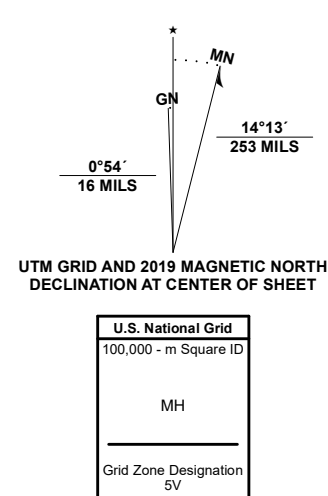 ★
MN
GN
14°13´
253 MILS
0°54´
16 MILS
UTM GRID AND 2019 MAGNETIC NORTH
DECLINATION AT CENTER OF SHEET
U.S. National Grid
100,000 - m Square ID
MH
Grid Zone Designation
5V